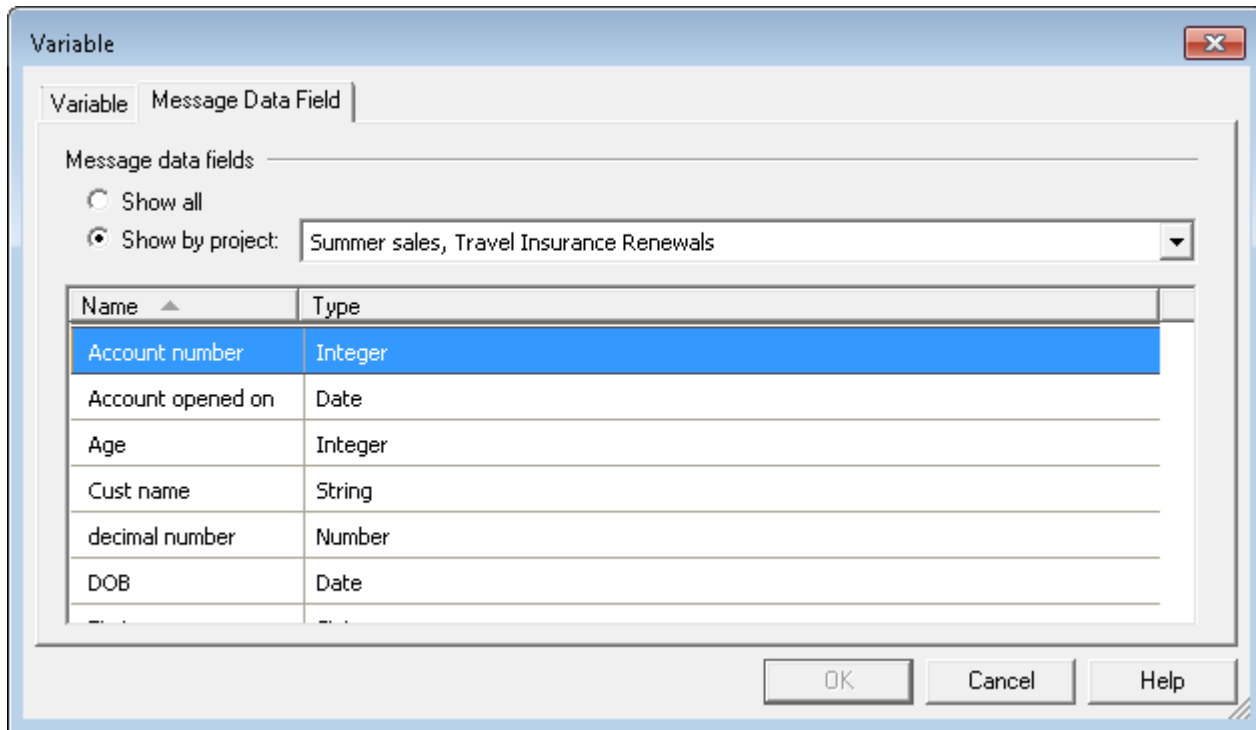 Variable
Variable Message Data Field
Message data fields
Show all
Show by project: Summer sales, Travel Insurance Renewals
Name Type
Account number Integer
Account opened on Date
Age Integer
Cust name String
decimal number Number
DOB Date
OK Cancel Help